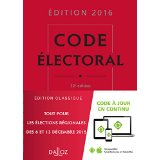 ÉDITION 2016
CODE
ÉLECTORAL
ÉDITION CLASSIQUE
TOUT POUR
LES ÉLECTIONS RÉGIONALES
DES 6 ET 13 DÉCEMBRE 2015
CODE À JOUR
EN CONTINU
DALLOZ